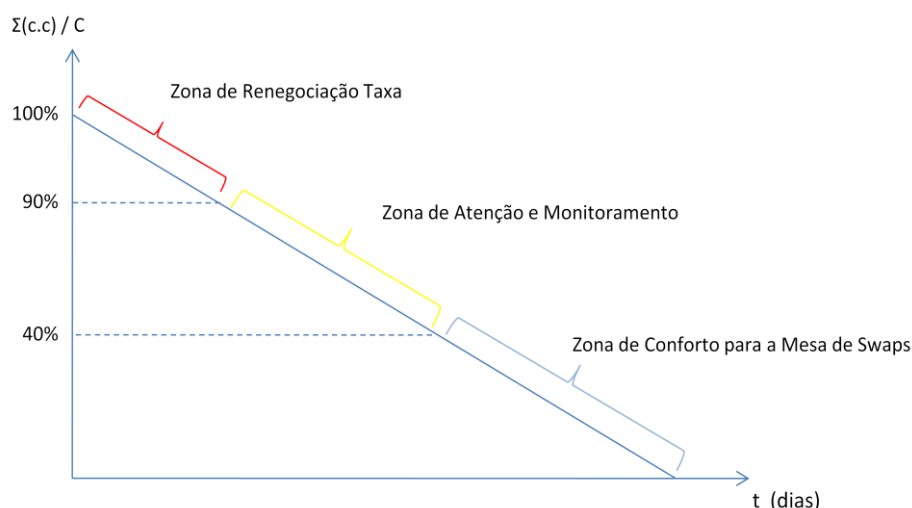 Σ(c.c) / C
Zona de Renegociação Taxa
100%
90%
Zona de Atenção e Monitoramento
40%
Zona de Conforto para a Mesa de Swaps
t (dias)